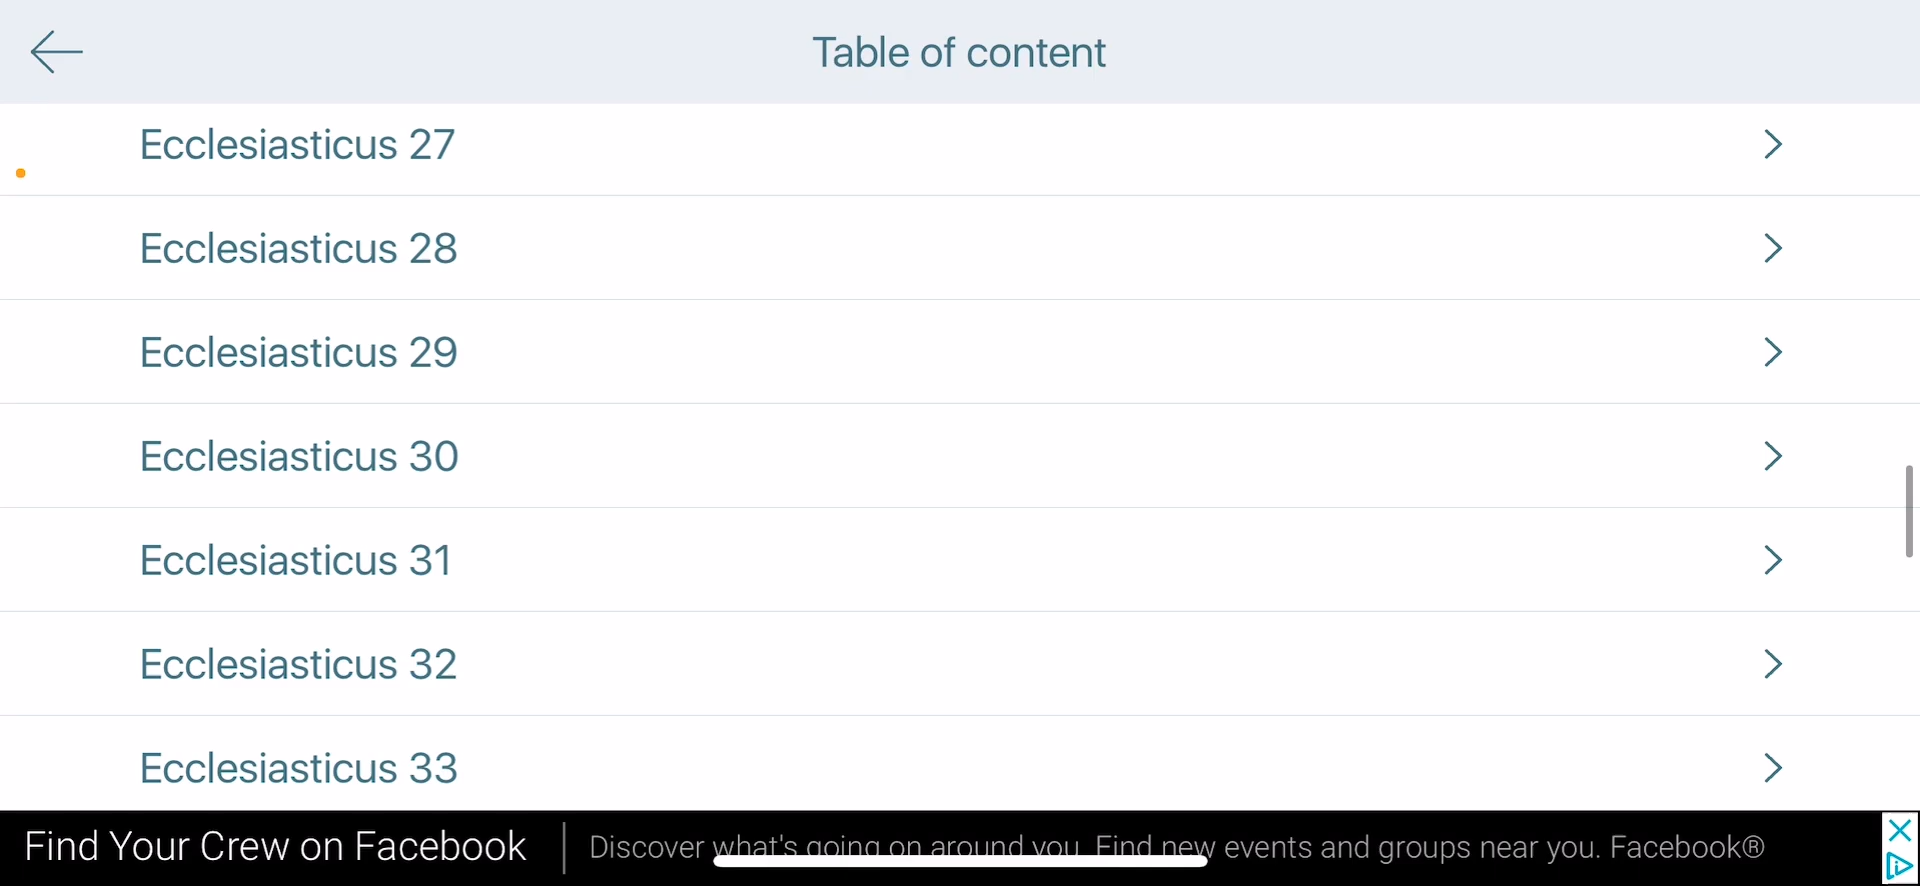 Table of content
Ecclesiasticus 27
Ecclesiasticus 28
Ecclesiasticus 29
Ecclesiasticus 30
Ecclesiasticus 31
Ecclesiasticus 32
Ecclesiasticus 33
Find Your Crew on Facebook
Discover what's going on around you. Find new events and groups near you. Facebook®